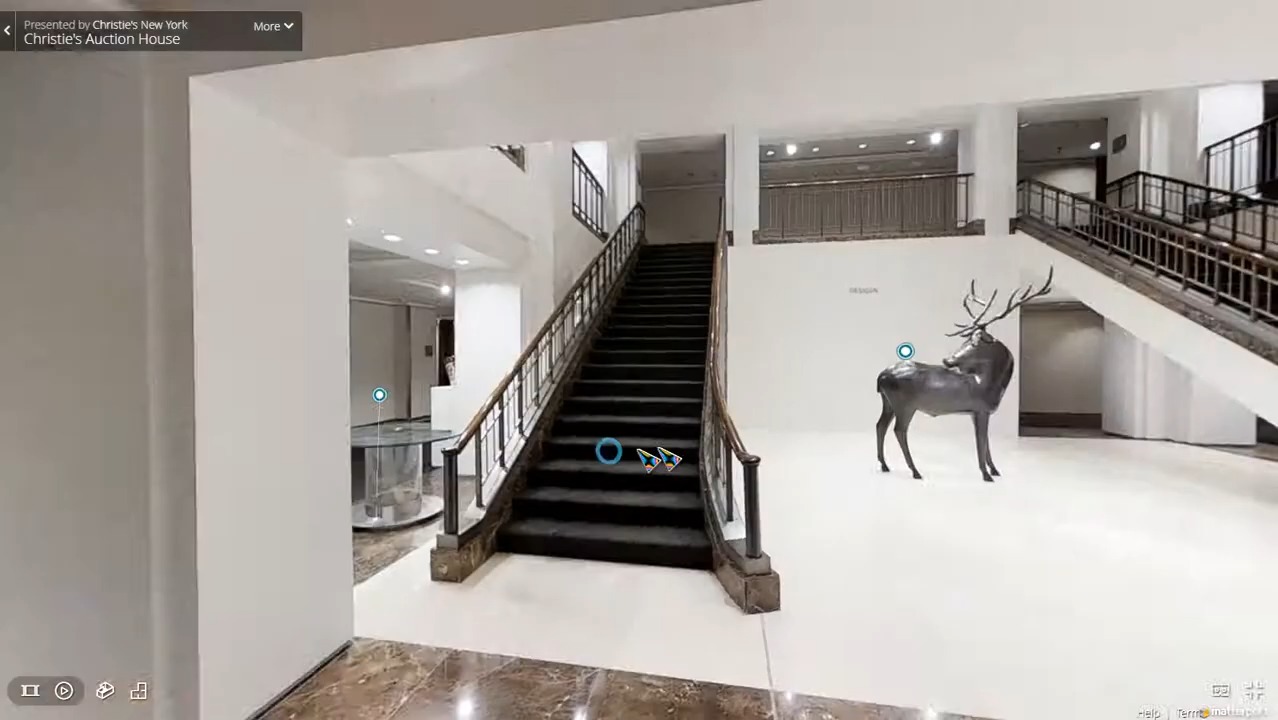 Presented by Christie's New York
More
Christie's Auction House
DESIGN
Help | Terms
matterport